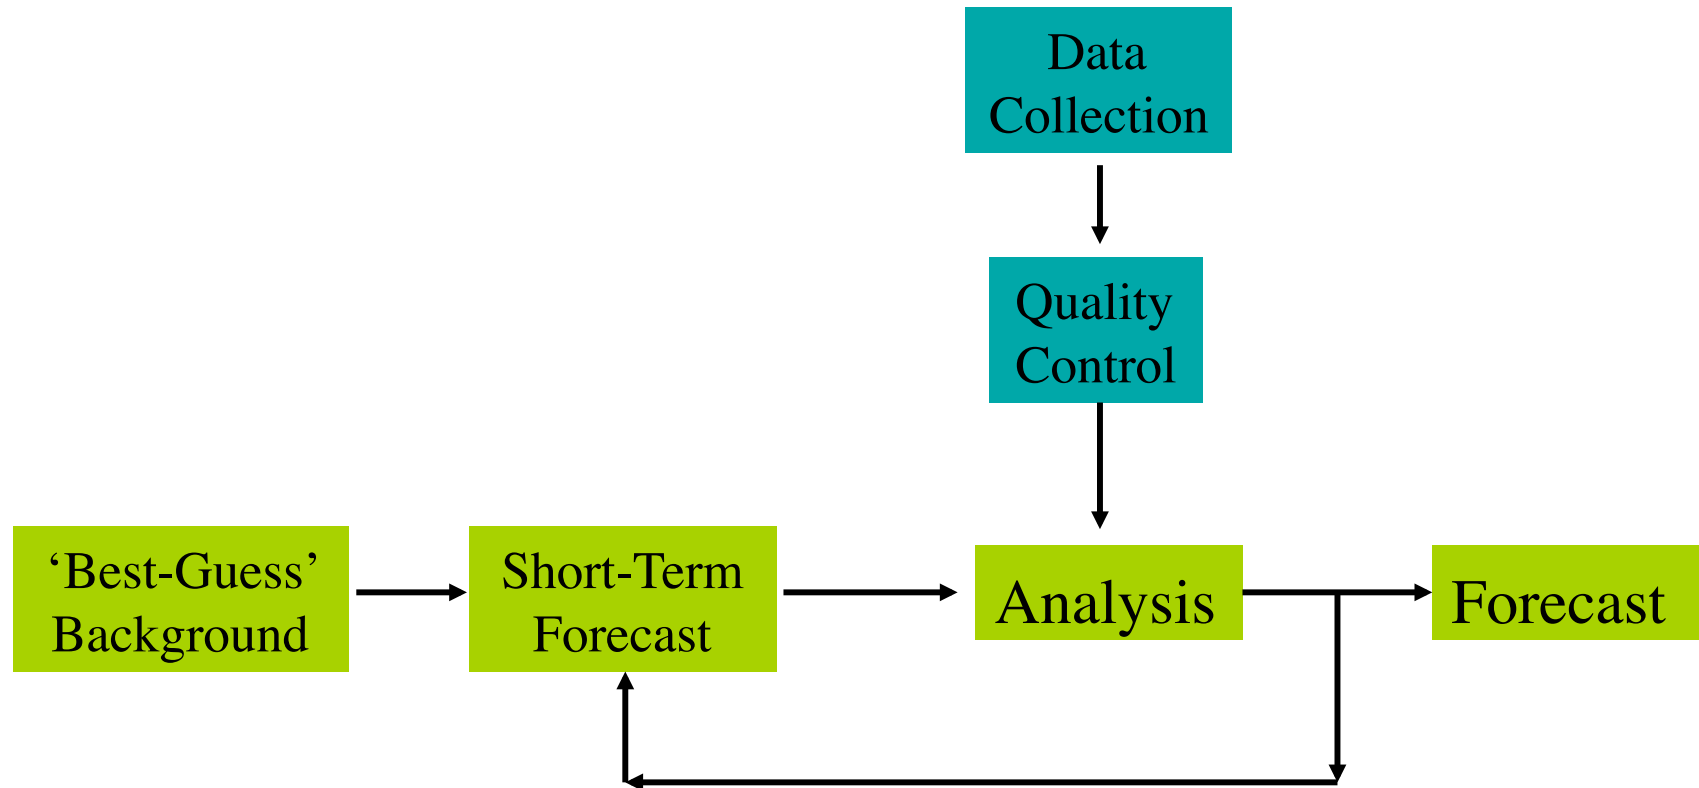 Data
Collection
Quality
Control
‘Best-Guess’
Background
Short-Term
Forecast
Analysis
Forecast